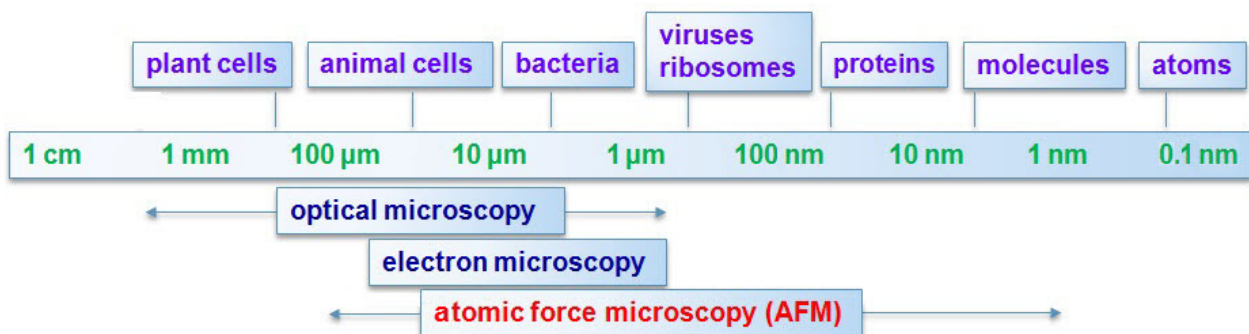 plant cells
animal cells
bacteria
viruses
ribosomes
proteins
molecules
atoms
1 cm
1 mm
100 µm
10 µm
1 µm
100 nm
10 nm
1 nm
0.1 nm
optical microscopy
electron microscopy
atomic force microscopy (AFM)